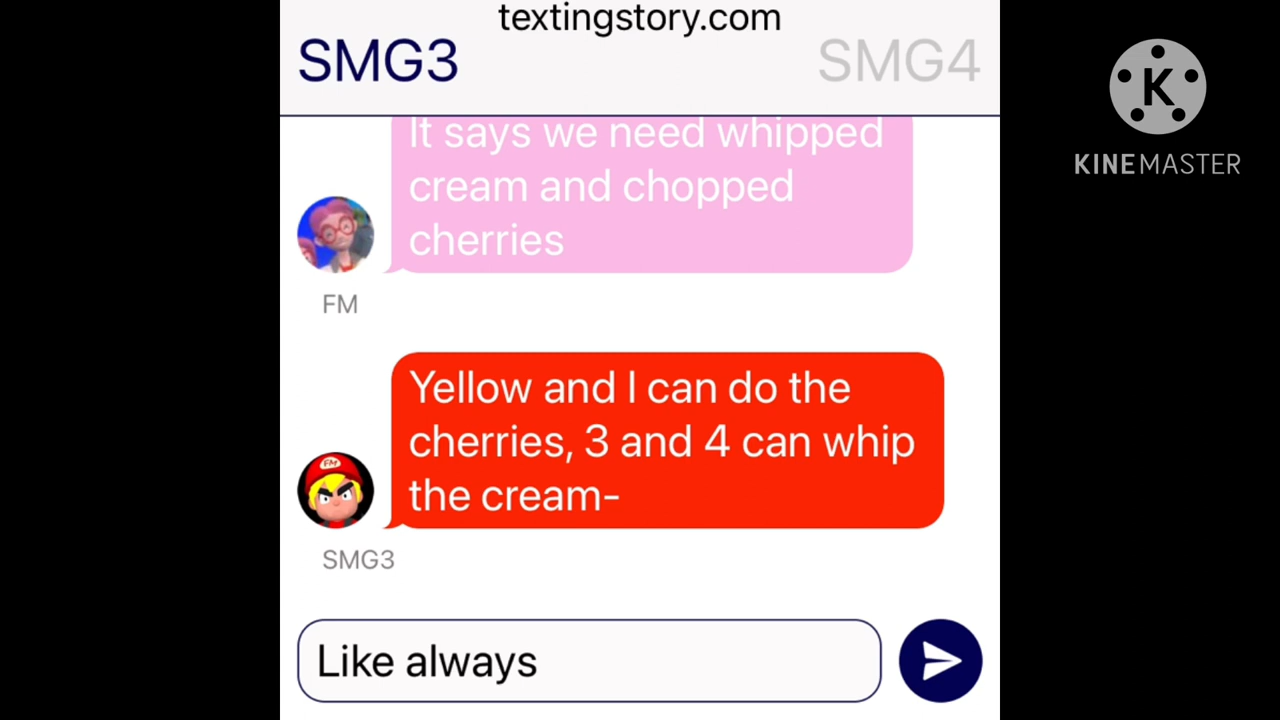 textingstory.com
SMG3 SMG4
It says we need whipped
cream and chopped
cherries
FM
Yellow and I can do the
cherries, 3 and 4 can whip
the cream-
FM
SMG3
Like always
K
KINEMASTER